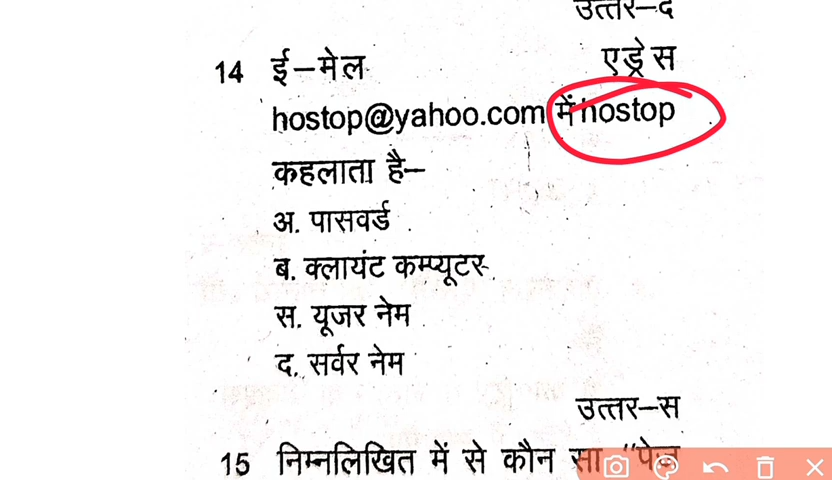 उत्तर–द
14 ई–मेल एड्रेस
hostop@yahoo.com में hostop
कहलाता है–
अ. पासवर्ड
ब. क्लायंट कम्प्यूटर
स. यूजर नेम
द. सर्वर नेम
उत्तर–स
15 निम्नलिखित में से कौन सा "पेज